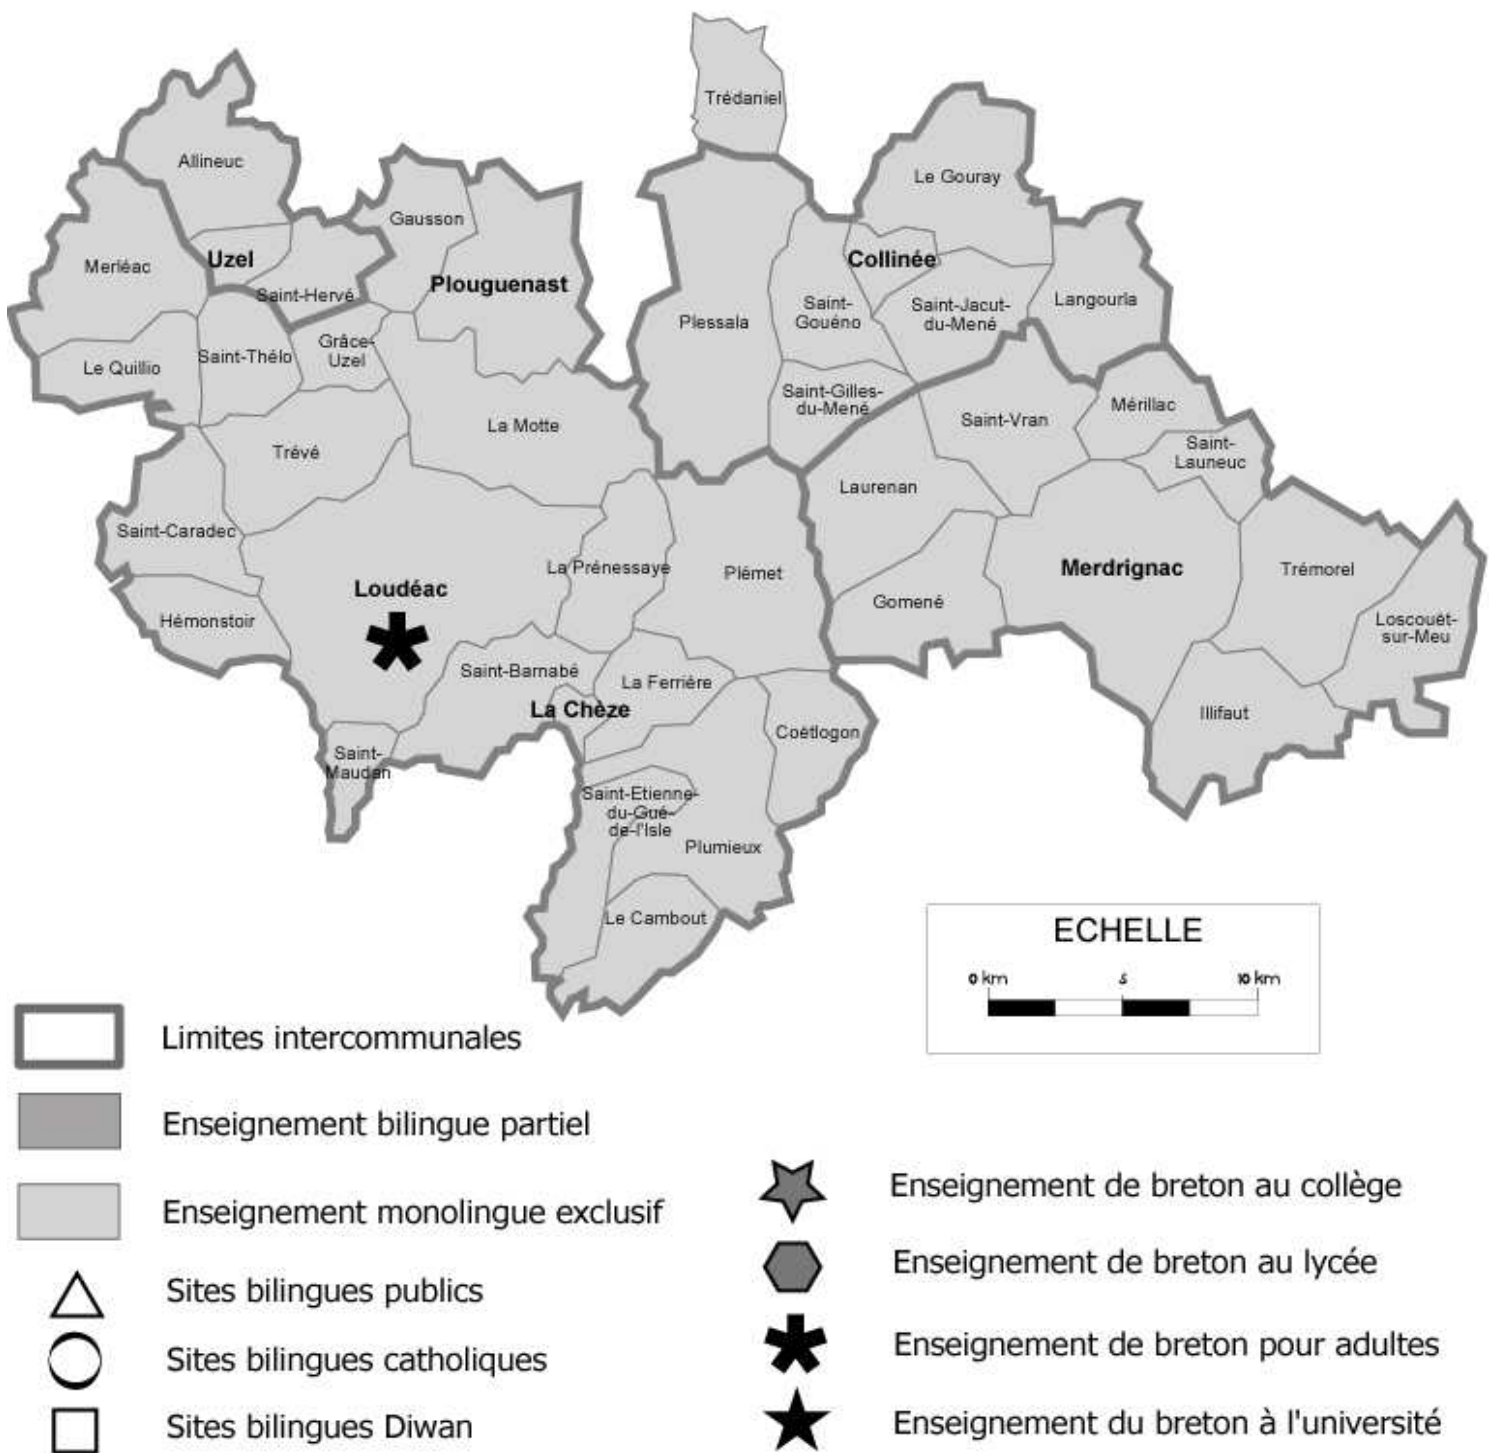 Trédaniel
Allineuc
Le Gouray
Gausson
Uzel
Collinée
Merléac
Plouguenast
Saint-Hervé
Langourla
Saint-
Gouéno
Saint-Jacut-
du-Mené
Plessala
Grâce-
Uzel
Saint-Thélo
Le Quillio
Saint-Gilles-
du-Mené
Mérillac
Saint-Vran
La Motte
Trévé
Saint-
Launeuc
Laurenan
Saint-Caradec
La Prénessaye
Plémet
Merdrignac
Trémorel
Loudéac
Gomené
Hémonstoir
Loscouët-
sur-Meu
Saint-Barnabé
La Ferrière
La Chèze
Illifaut
Coëtlogon
Saint-
Maudan
Saint-Etienne-
du-Gué-
de-l'Isle
Plumieux
Le Cambout
ECHELLE
0 km 5 10 km
Limites intercommunales
Enseignement bilingue partiel
Enseignement monolingue exclusif
Sites bilingues publics
Sites bilingues catholiques
Sites bilingues Diwan
Enseignement de breton au collège
Enseignement de breton au lycée
Enseignement de breton pour adultes
Enseignement du breton à l'université